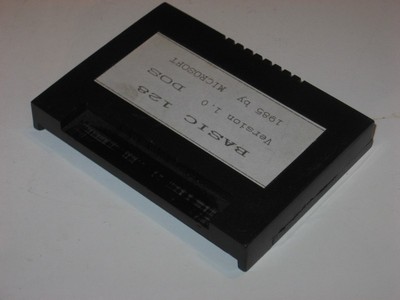 BASIC 128
DOS
Version 1.0
1985 by MICROSOFT